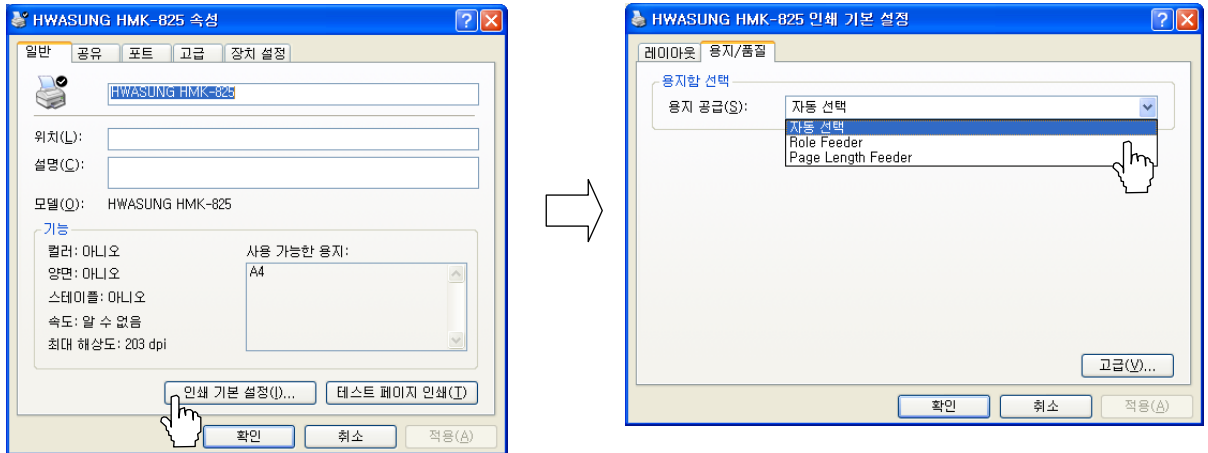 HWASUNG HMK-825 속성
일반 공유 포트 고급 장치 설정
HWASUNG HMK-825
위치(L):
설명(C):
모델(O): HWASUNG HMK-825
기능
컬러: 아니오
양면: 아니오
스테이플: 아니오
속도: 알 수 없음
최대 해상도: 203 dpi
사용 가능한 용지:
A4
인쇄 기본 설정(I)... 테스트 페이지 인쇄(T)
확인 취소 적용(A)
HWASUNG HMK-825 인쇄 기본 설정
레이아웃 용지/품질
용지함 선택
용지 공급(S): 자동 선택
자동 선택
Role Feeder
Page Length Feeder
고급(V)...
확인 취소 적용(A)